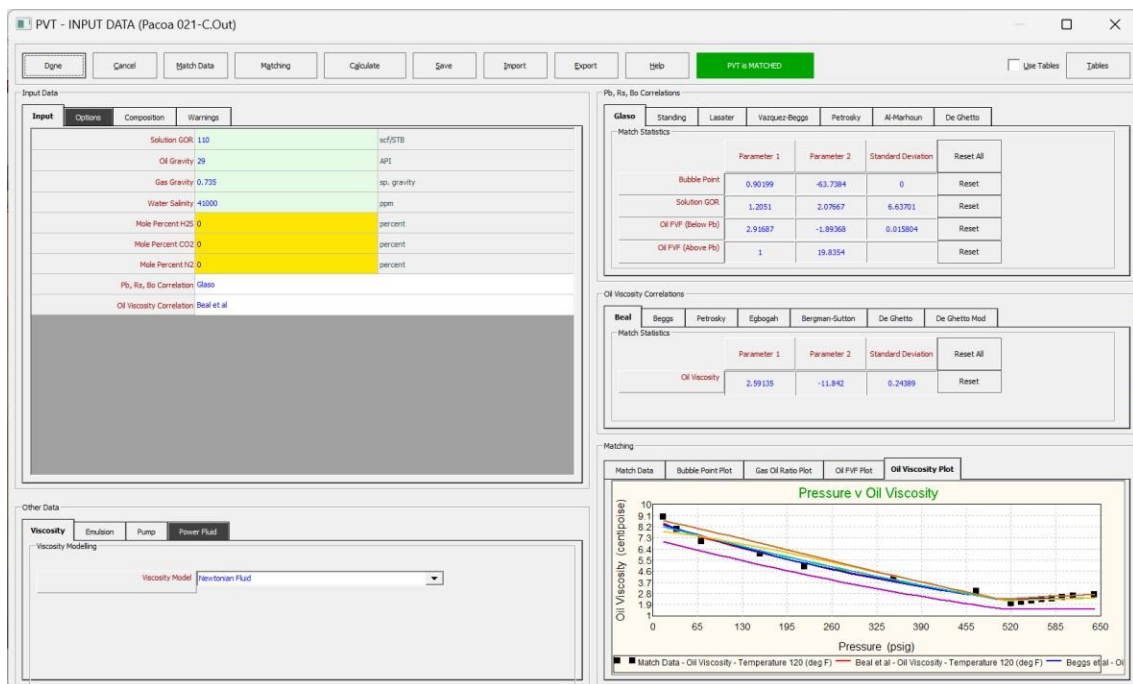 PVT - INPUT DATA (Pacoa 021-C.Out)
Done Cancel Match Data Matching Calculate Save Import Export Help PVT is MATCHED Use Tables Tables
Input Data
Input Options Composition Warnings
Solution GOR 110 scf/STB
Oil Gravity 29 API
Gas Gravity 0.735 sp. gravity
Water Salinity 41000 ppm
Mole Percent H2S 0 percent
Mole Percent CO2 0 percent
Mole Percent N2 0 percent
Pb, Rs, Bo Correlation Glaso
Oil Viscosity Correlation Beal et al
Other Data
Viscosity Emulsion Pump Power Fluid
Viscosity Modelling
Viscosity Model Newtonian Fluid
Pb, Rs, Bo Correlations
Glaso Standing Lasater Vazquez-Beggs Petrosky Al-Marhoun De Ghetto
Match Statistics
Parameter 1 Parameter 2 Standard Deviation Reset All
Bubble Point 0.90199 -63.7384 0 Reset
Solution GOR 1.2051 2.07667 6.63701 Reset
Oil FVF (Below Pb) 2.91687 -1.89368 0.015804 Reset
Oil FVF (Above Pb) 1 19.8354 Reset
Oil Viscosity Correlations
Beal Beggs Petrosky Egbogah Bergman-Sutton De Ghetto De Ghetto Mod
Match Statistics
Parameter 1 Parameter 2 Standard Deviation Reset All
Oil Viscosity 2.59135 -11.842 0.24389 Reset
Matching
Match Data Bubble Point Plot Gas Oil Ratio Plot Oil FVF Plot Oil Viscosity Plot
Pressure v Oil Viscosity
Oil Viscosity (centipoise)
10
9.1
8.2
7.3
6.4
5.5
4.6
3.7
2.8
1.9
1
0 65 130 195 260 325 390 455 520 585 650
Pressure (psig)
Match Data - Oil Viscosity - Temperature 120 (deg F) Beal et al - Oil Viscosity - Temperature 120 (deg F) Beggs et al - Oi